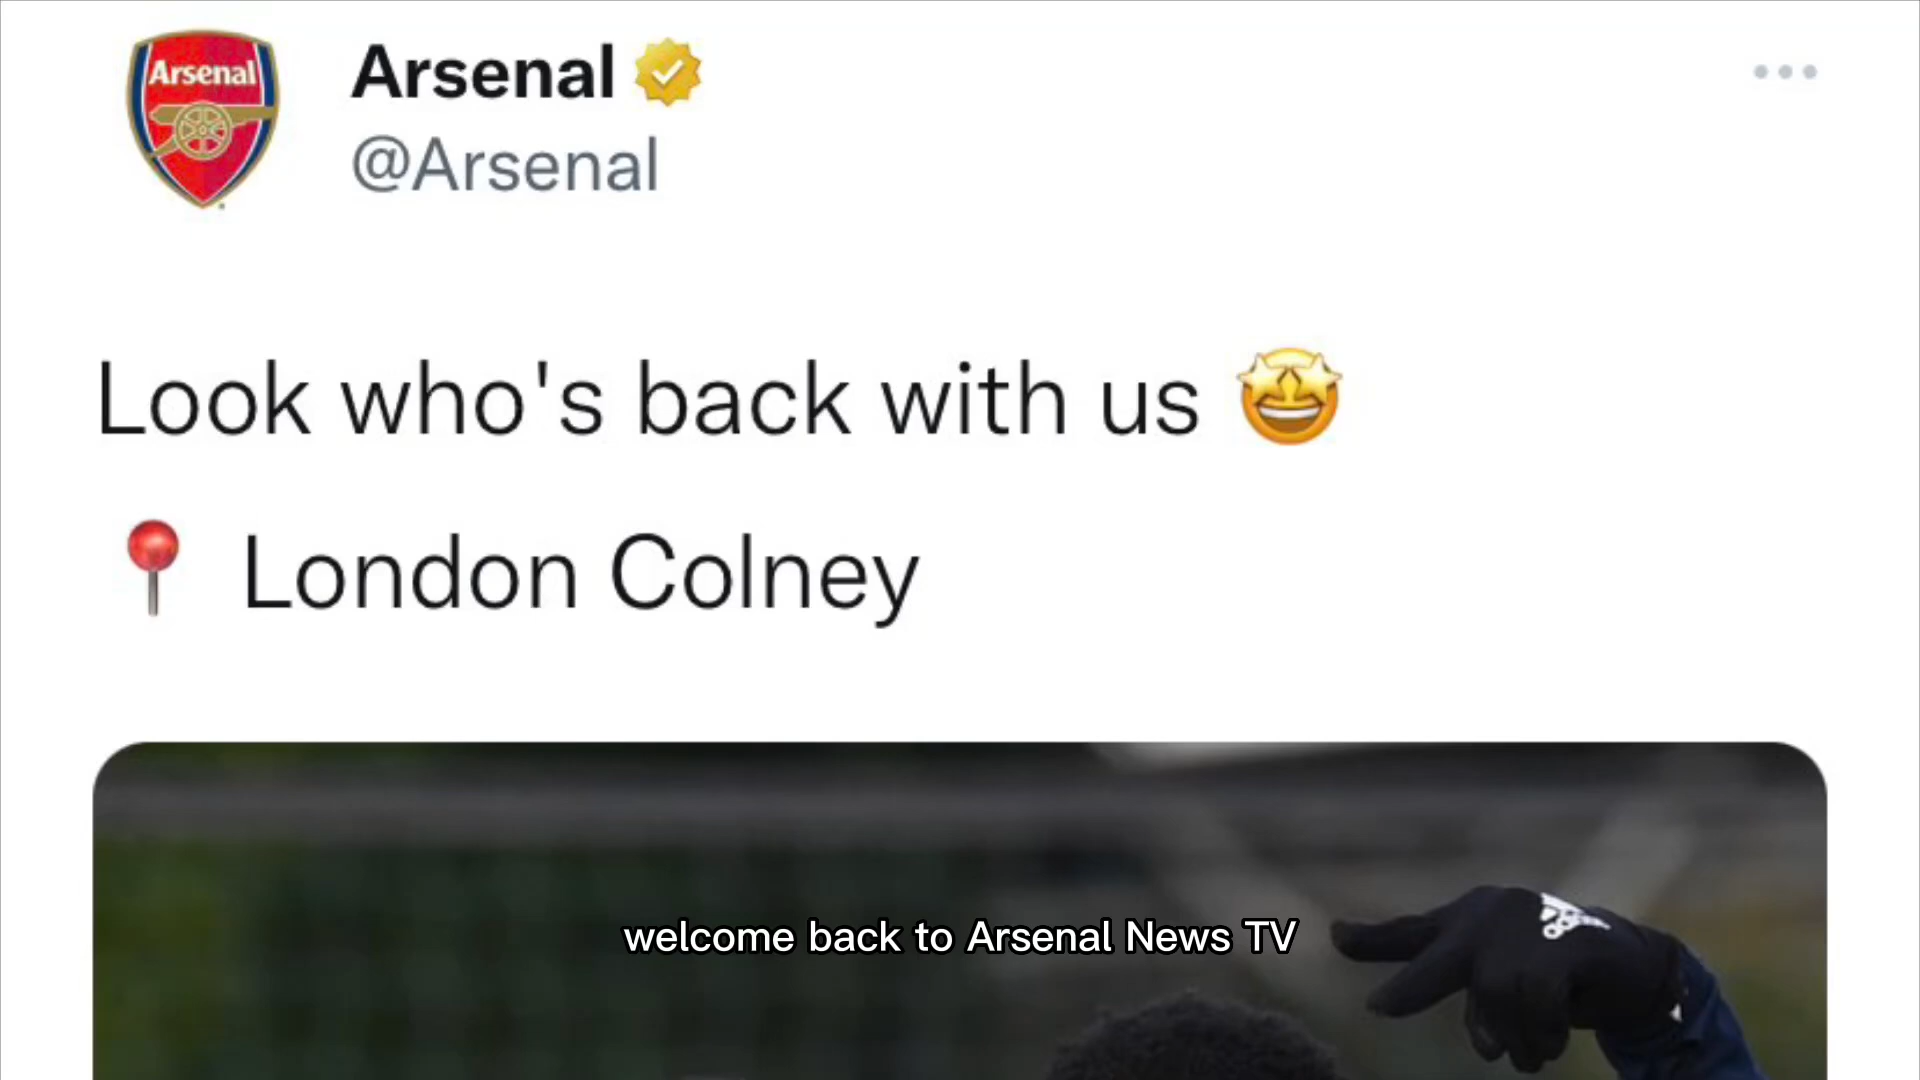 Arsenal
Arsenal
@Arsenal
Look who's back with us 🤩
📍 London Colney
welcome back to Arsenal News TV